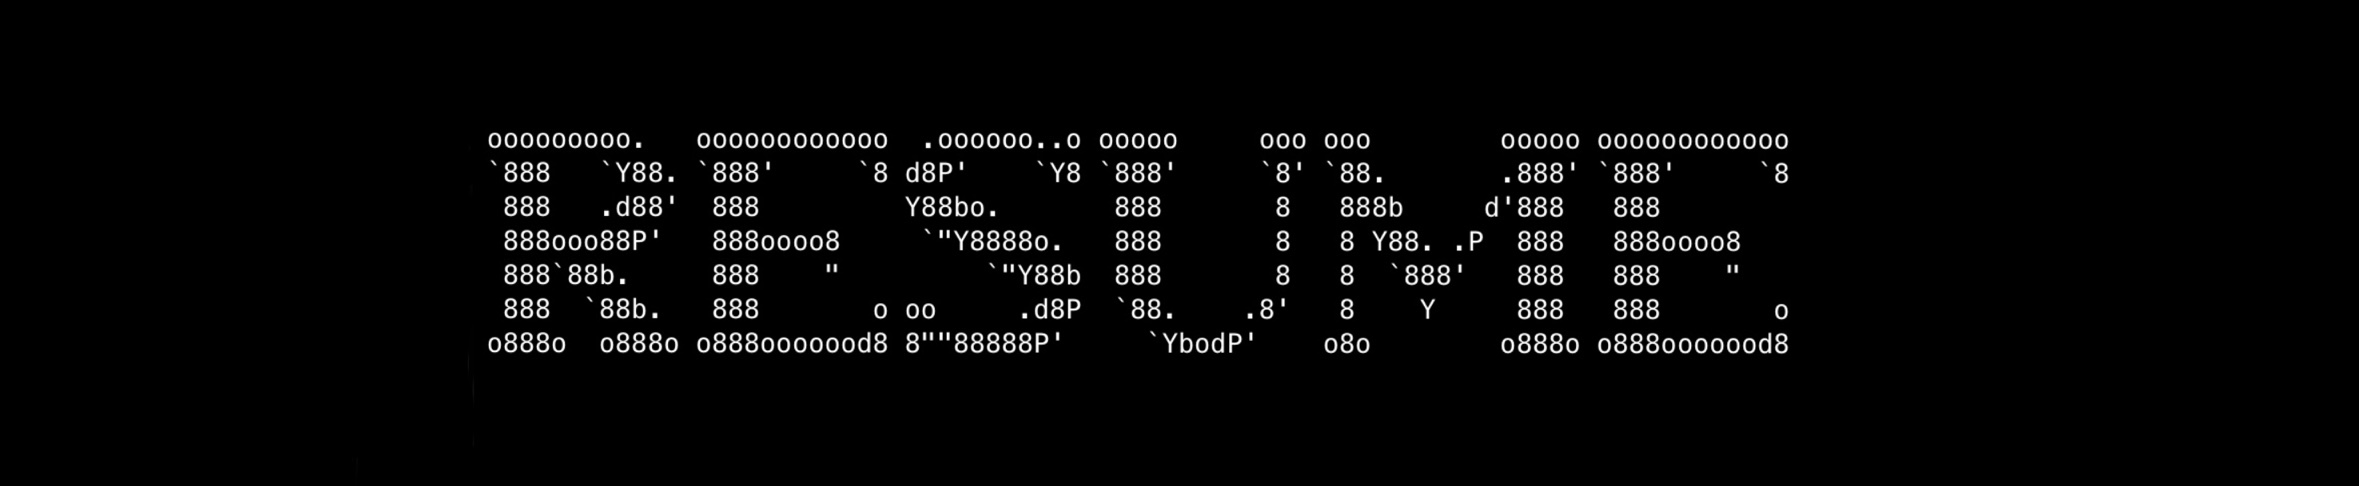 ooooooooo.   oooooooooooo  .oooooo..o ooooo     ooo ooo        ooooo oooooooooooo
`888   `Y88. `888'     `8 d8P'    `Y8 `888'     `8' `88.       .888' `888'     `8
 888   .d88'  888         Y88bo.       888       8   888b     d'888   888
 888ooo88P'   888oooo8     `"Y8888o.   888       8   8 Y88. .P  888   888oooo8
 888`88b.     888    "         `"Y88b  888       8   8  `888'   888   888    "
 888  `88b.   888       o oo     .d8P  `88.    .8'   8    Y     888   888       o
o888o  o888o o888ooooood8 8""88888P'     `YbodP'    o8o        o888o o888ooooood8